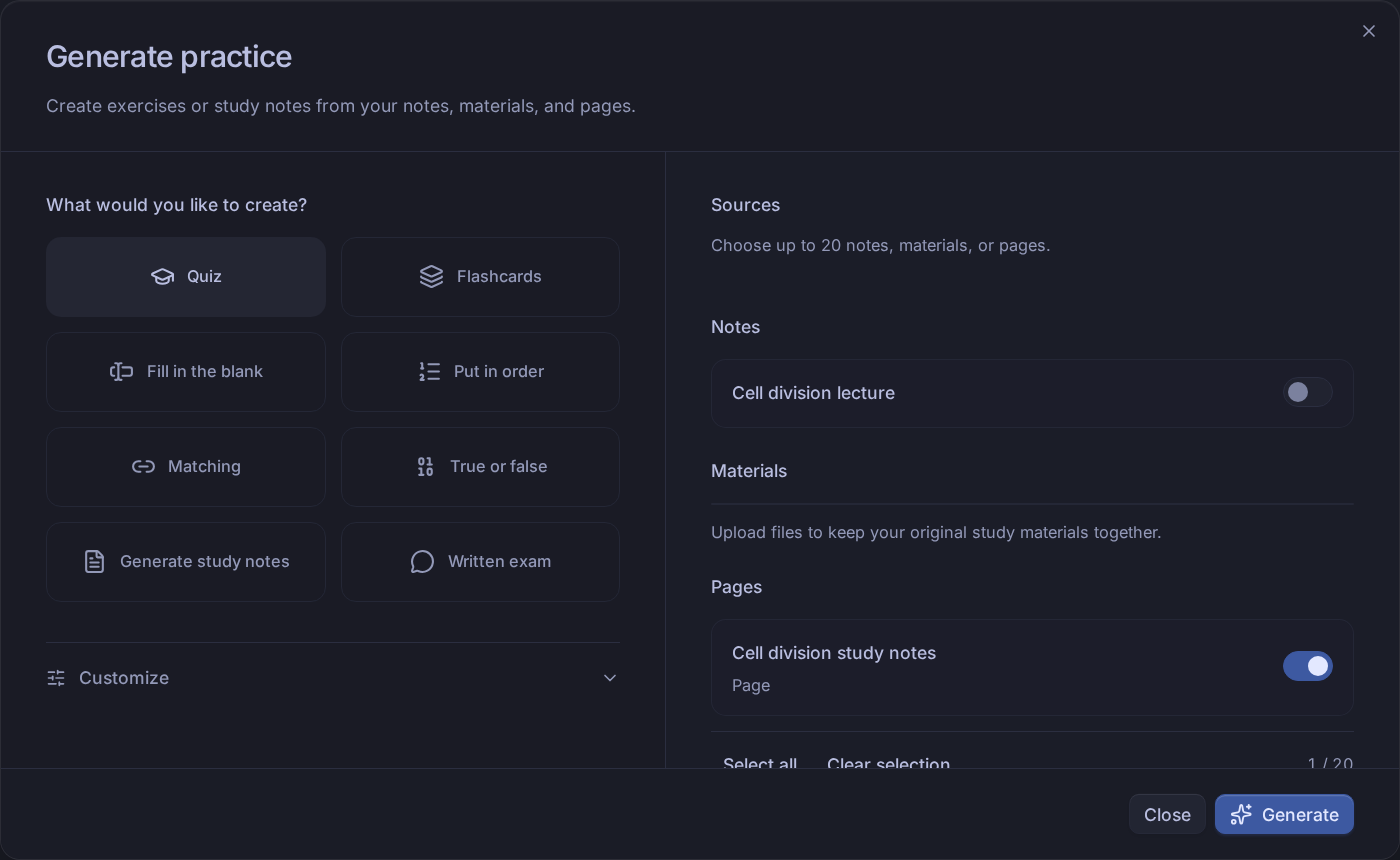 Generate practice
Create exercises or study notes from your notes, materials, and pages.
What would you like to create?
Quiz
Flashcards
Fill in the blank
Put in order
Matching
True or false
Generate study notes
Written exam
Customize
Sources
Choose up to 20 notes, materials, or pages.
Notes
Cell division lecture
Materials
Upload files to keep your original study materials together.
Pages
Cell division study notes
Page
Select all
Clear selection
1 / 20
Close
Generate